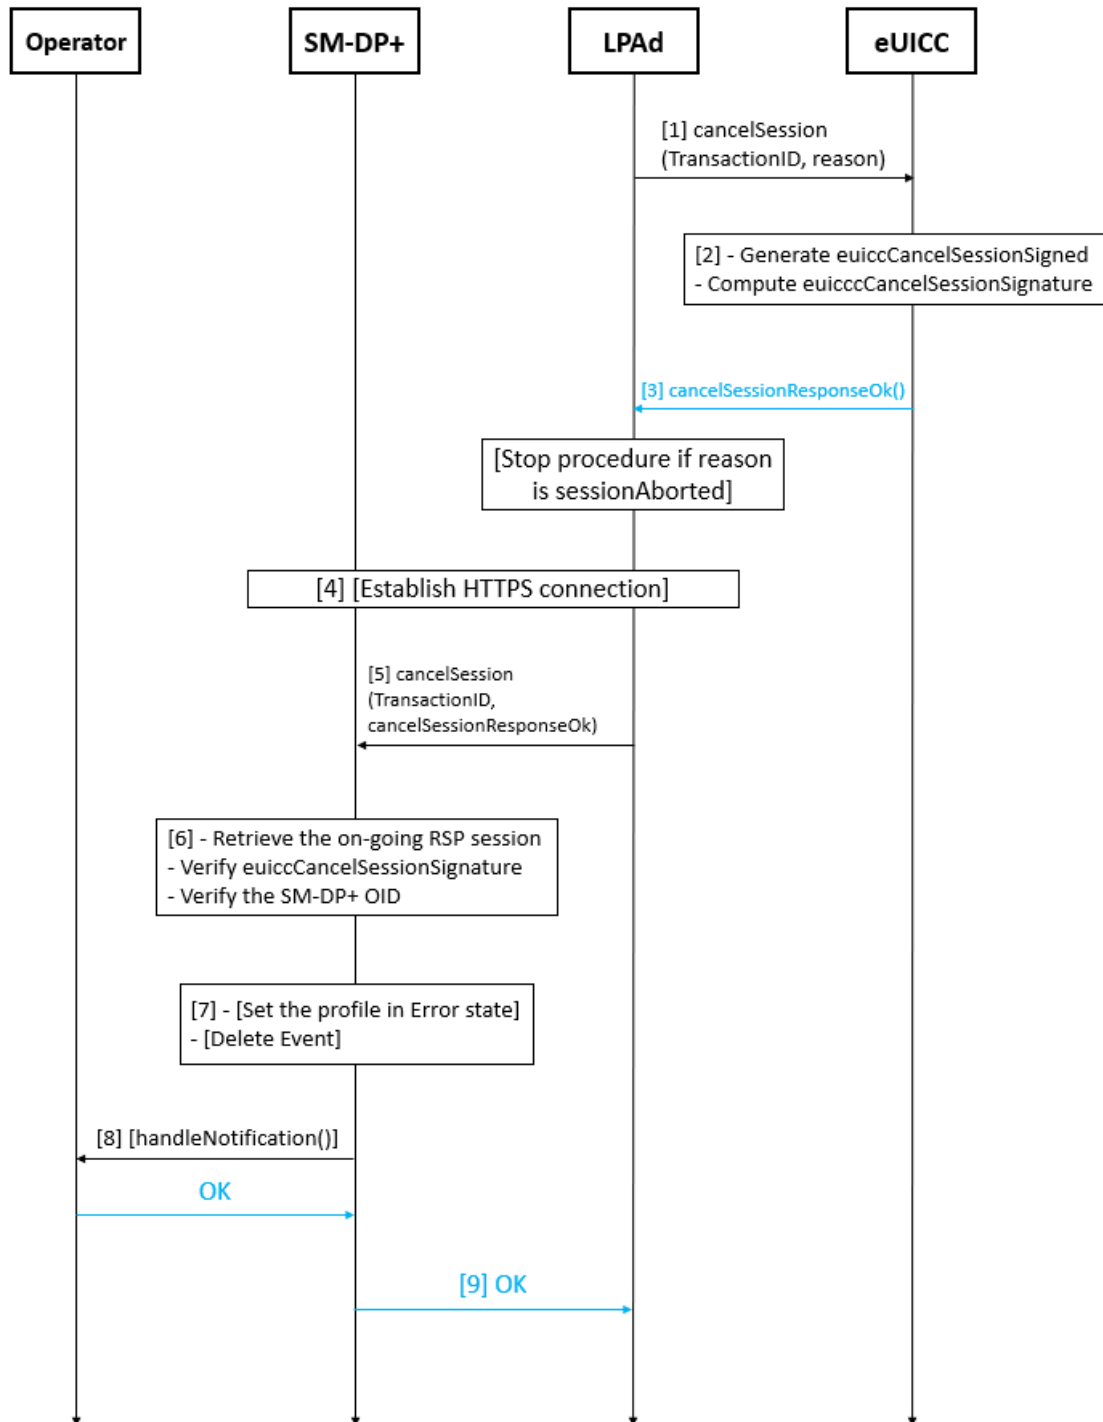 Operator
SM-DP+
LPAd
eUICC
[1] cancelSession
(TransactionID, reason)
[2] - Generate euiccCancelSessionSigned
- Compute euicccCancelSessionSignature
[3] cancelSessionResponseOk()
[Stop procedure if reason
is sessionAborted]
[4] [Establish HTTPS connection]
[5] cancelSession
(TransactionID,
cancelSessionResponseOk)
[6] - Retrieve the on-going RSP session
- Verify euiccCancelSessionSignature
- Verify the SM-DP+ OID
[7] - [Set the profile in Error state]
- [Delete Event]
[8] [handleNotification()]
OK
[9] OK